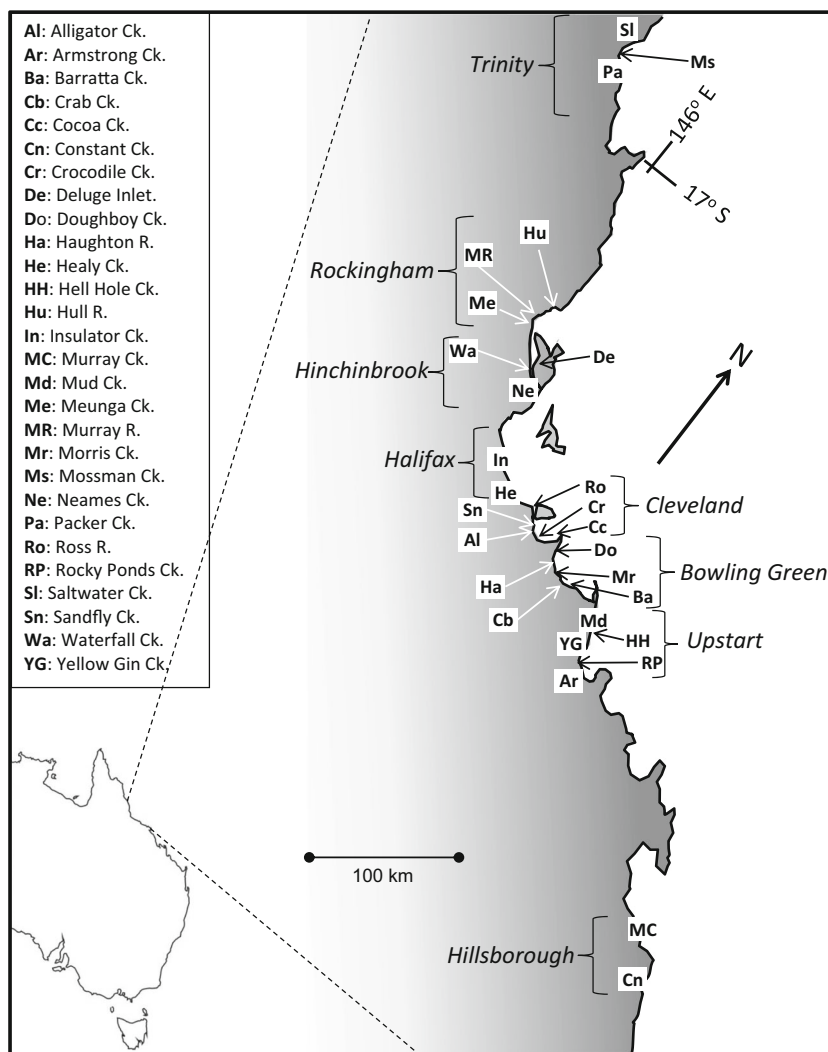 Al: Alligator Ck.
Ar: Armstrong Ck.
Ba: Barratta Ck.
Cb: Crab Ck.
Cc: Cocoa Ck.
Cn: Constant Ck.
Cr: Crocodile Ck.
De: Deluge Inlet.
Do: Doughboy Ck.
Ha: Haughton R.
He: Healy Ck.
HH: Hell Hole Ck.
Hu: Hull R.
In: Insulator Ck.
MC: Murray Ck.
Md: Mud Ck.
Me: Meunga Ck.
MR: Murray R.
Mr: Morris Ck.
Ms: Mossman Ck.
Ne: Neames Ck.
Pa: Packer Ck.
Ro: Ross R.
RP: Rocky Ponds Ck.
Sl: Saltwater Ck.
Sn: Sandfly Ck.
Wa: Waterfall Ck.
YG: Yellow Gin Ck.
Sl
Trinity
Ms
Pa
146° E
17° S
Hu
MR
Rockingham
Me
Wa
De
Hinchinbrook
Ne
N
Halifax
In
He
Ro
Cleveland
Sn
Cr
Al
Cc
Do
Bowling Green
Ha
Mr
Ba
Cb
Md
YG
HH
Upstart
RP
Ar
100 km
MC
Hillsborough
Cn